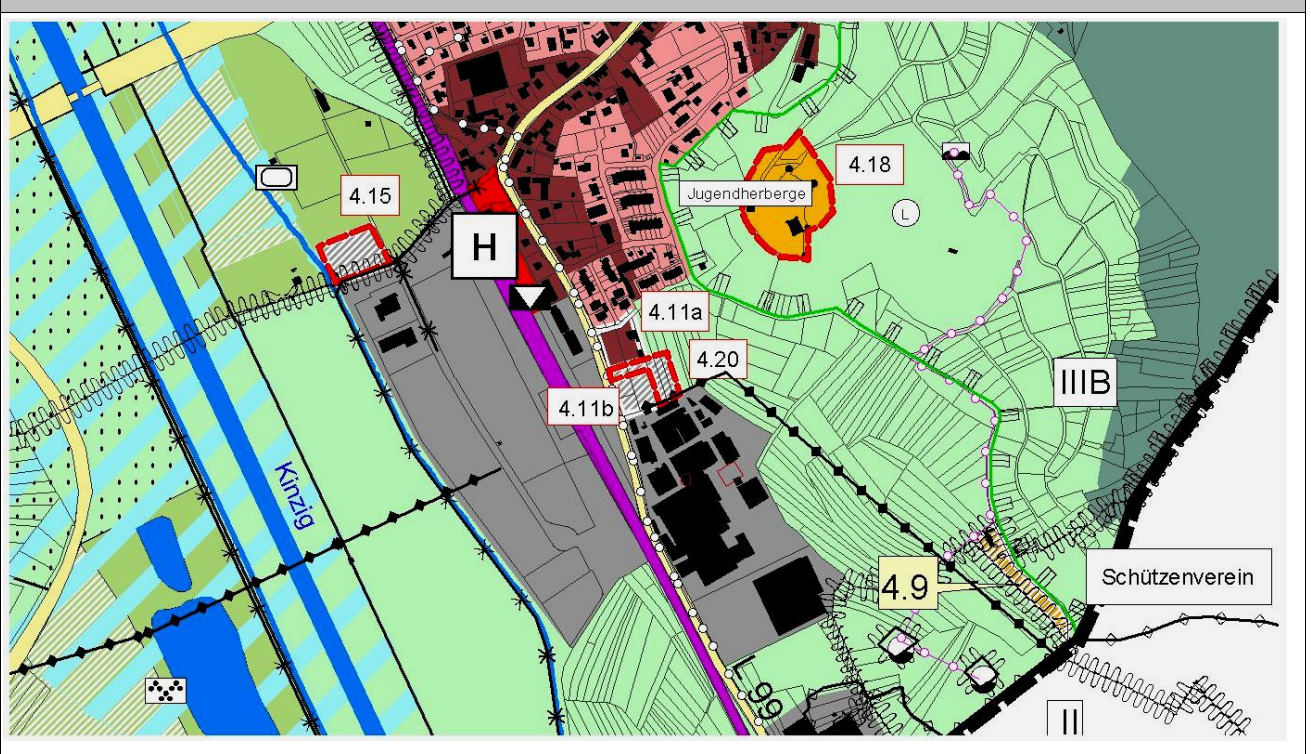 4.18
4.15
Jugendherberge
L
H
4.11a
4.20
IIIB
4.11b
Kinzig
Schützenverein
4.9
L 99
II